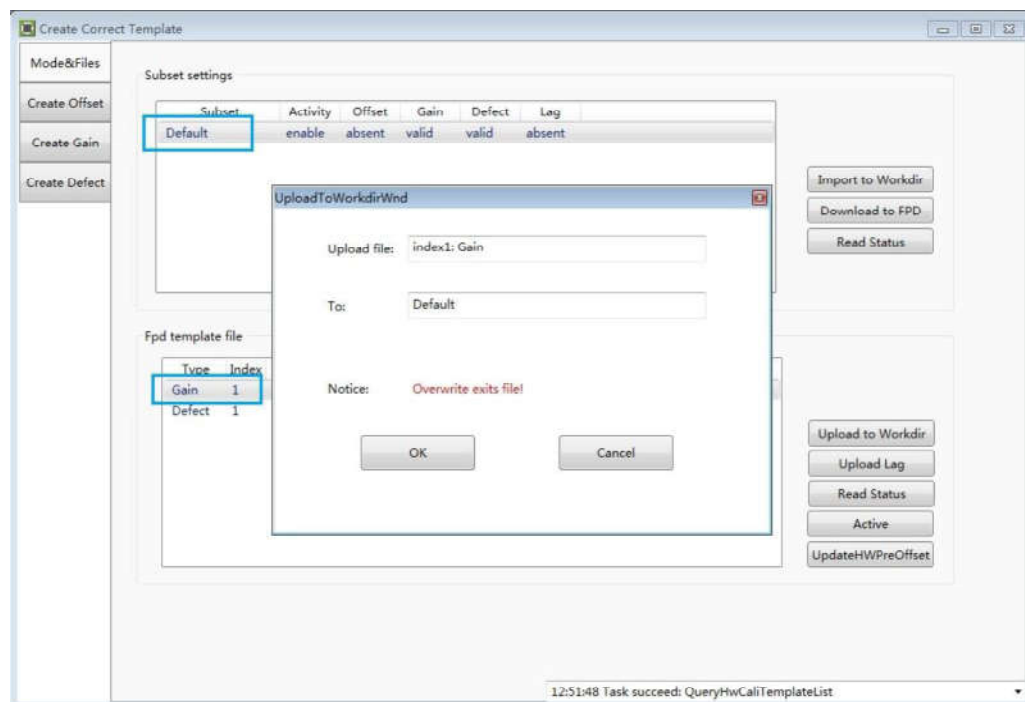 Create Correct Template
Mode&Files
Create Offset
Create Gain
Create Defect
Subset settings
Subset Activity Offset Gain Defect Lag
Default enable absent valid valid absent
Import to Workdir
Download to FPD
Read Status
UploadToWorkdirWnd
Upload file: index1: Gain
To: Default
Notice: Overwrite exits file!
OK Cancel
Fpd template file
Type Index
Gain 1
Defect 1
Upload to Workdir
Upload Lag
Read Status
Active
UpdateHWPreOffset
12:51:48 Task succeed: QueryHwCaliTemplateList